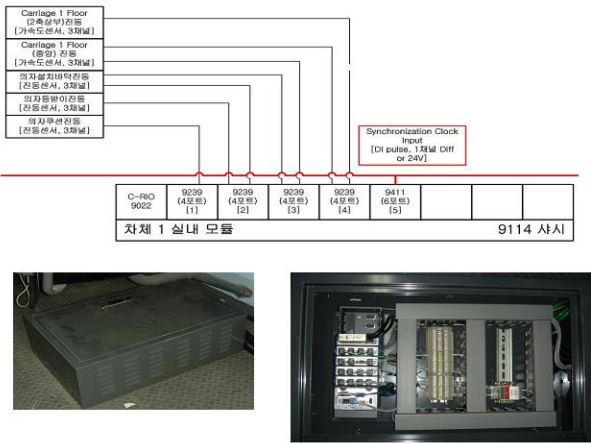 Carriage 1 Floor
(2축상부)진동
[가속도센서, 3채널]
Carriage 1 Floor
(중앙) 진동
[가속도센서, 3채널]
의자설치바닥진동
[진동센서, 3채널]
의자등받이진동
[진동센서, 3채널]
의자쿠션진동
[진동센서, 3채널]
Synchronization Clock
Input
[DI pulse, 1채널 Diff
or 24V]
C-RIO
9022
9239
(4포트)
[1]
9239
(4포트)
[2]
9239
(4포트)
[3]
9239
(4포트)
[4]
9411
(6포트)
[5]
차체 1 실내 모듈
9114 샤시